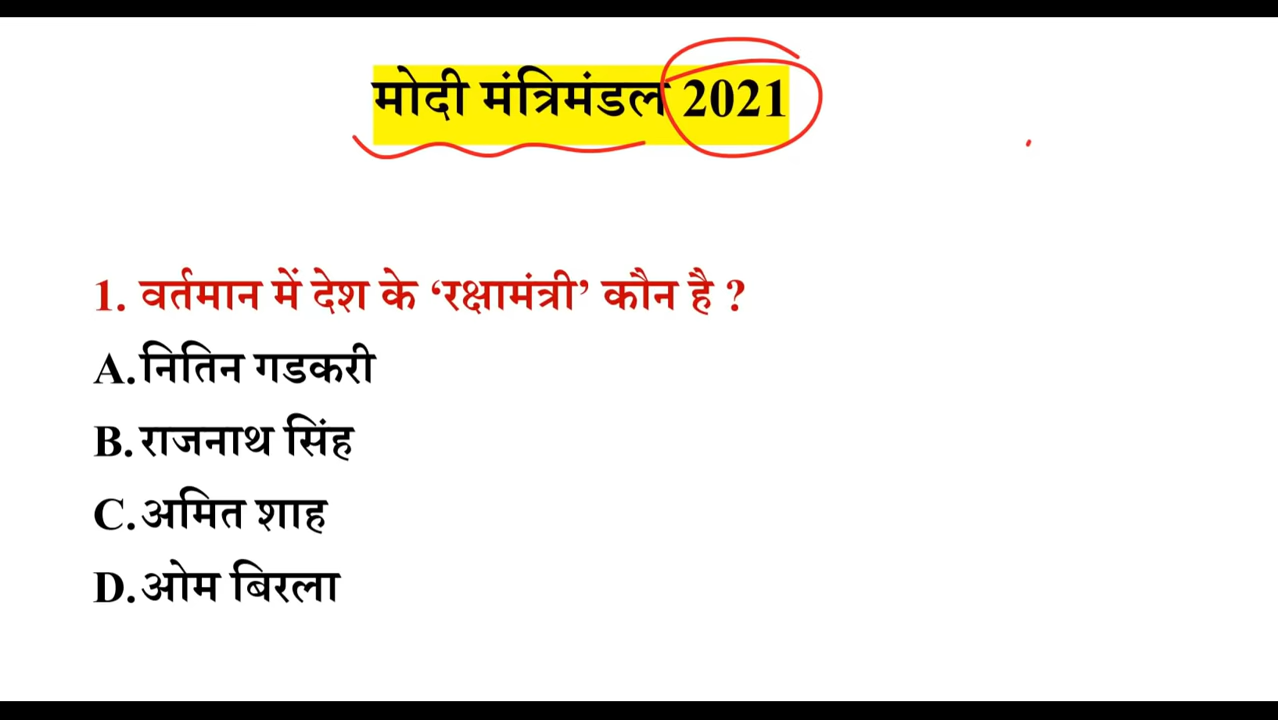 मोदी मंत्रिमंडल 2021
1. वर्तमान में देश के ‘रक्षामंत्री’ कौन है ?
A.नितिन गडकरी
B.राजनाथ सिंह
C.अमित शाह
D.ओम बिरला